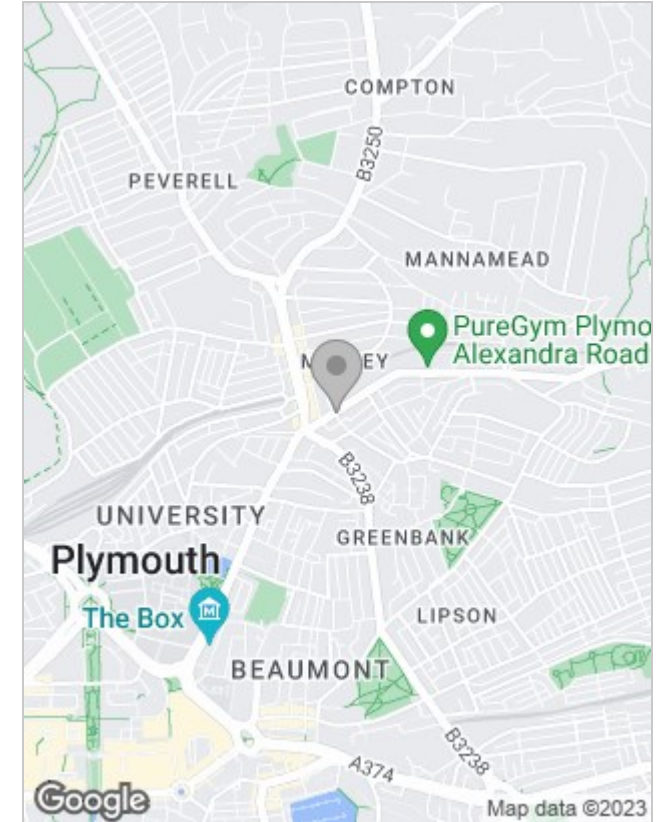 COMPTON
B3250
PEVERELL
MANNAMEAD
PureGym Plymo
Alexandra Road
EY
B3238
UNIVERSITY
GREENBANK
Plymouth
The Box
LIPSON
BEAUMONT
B3238
A374
Google
Map data ©2023